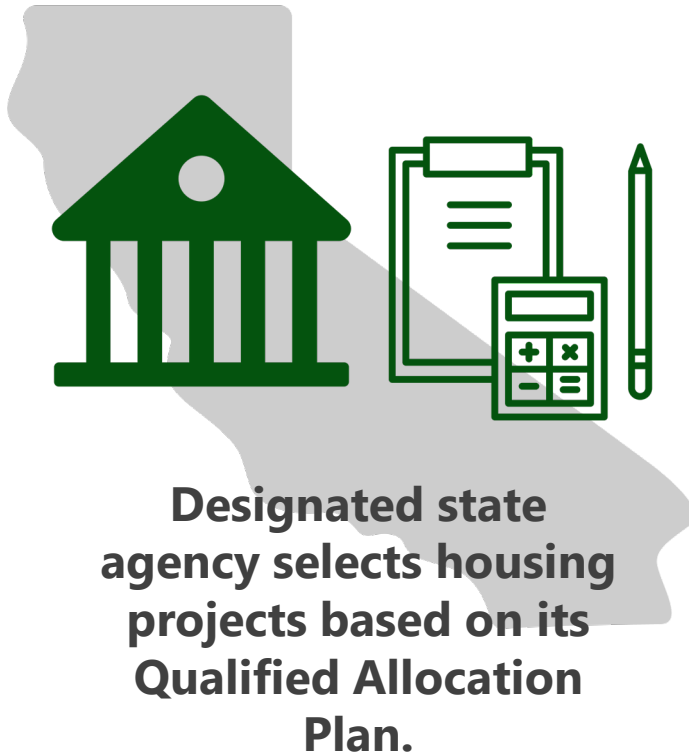 Designated state
agency selects housing
projects based on its
Qualified Allocation
Plan.